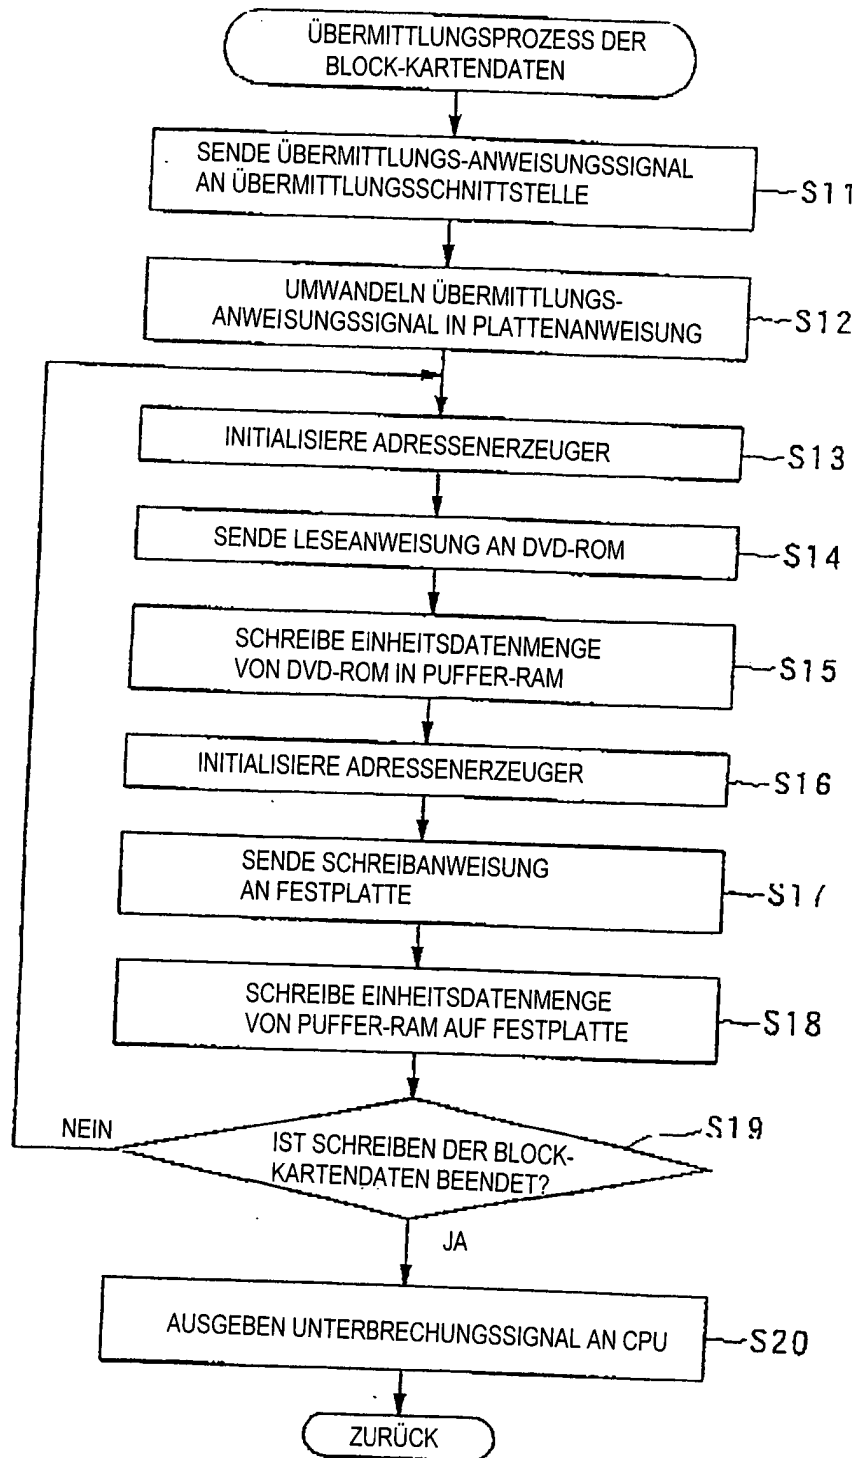 ÜBERMITTLUNGSPROZESS DER
BLOCK-KARTENDATEN
SENDE ÜBERMITTLUNGS-ANWEISUNGSSIGNAL
AN ÜBERMITTLUNGSSCHNITTSTELLE
S11
UMWANDELN ÜBERMITTLUNGS-
ANWEISUNGSSIGNAL IN PLATTENANWEISUNG
S12
INITIALISIERE ADRESSENERZEUGER
S13
SENDE LESEANWEISUNG AN DVD-ROM
S14
SCHREIBE EINHEITSDATENMENGE
VON DVD-ROM IN PUFFER-RAM
S15
INITIALISIERE ADRESSENERZEUGER
S16
SENDE SCHREIBANWEISUNG
AN FESTPLATTE
S17
SCHREIBE EINHEITSDATENMENGE
VON PUFFER-RAM AUF FESTPLATTE
S18
NEIN
IST SCHREIBEN DER BLOCK-
KARTENDATEN BEENDET?
S19
JA
AUSGEBEN UNTERBRECHUNGSSIGNAL AN CPU
S20
ZURÜCK